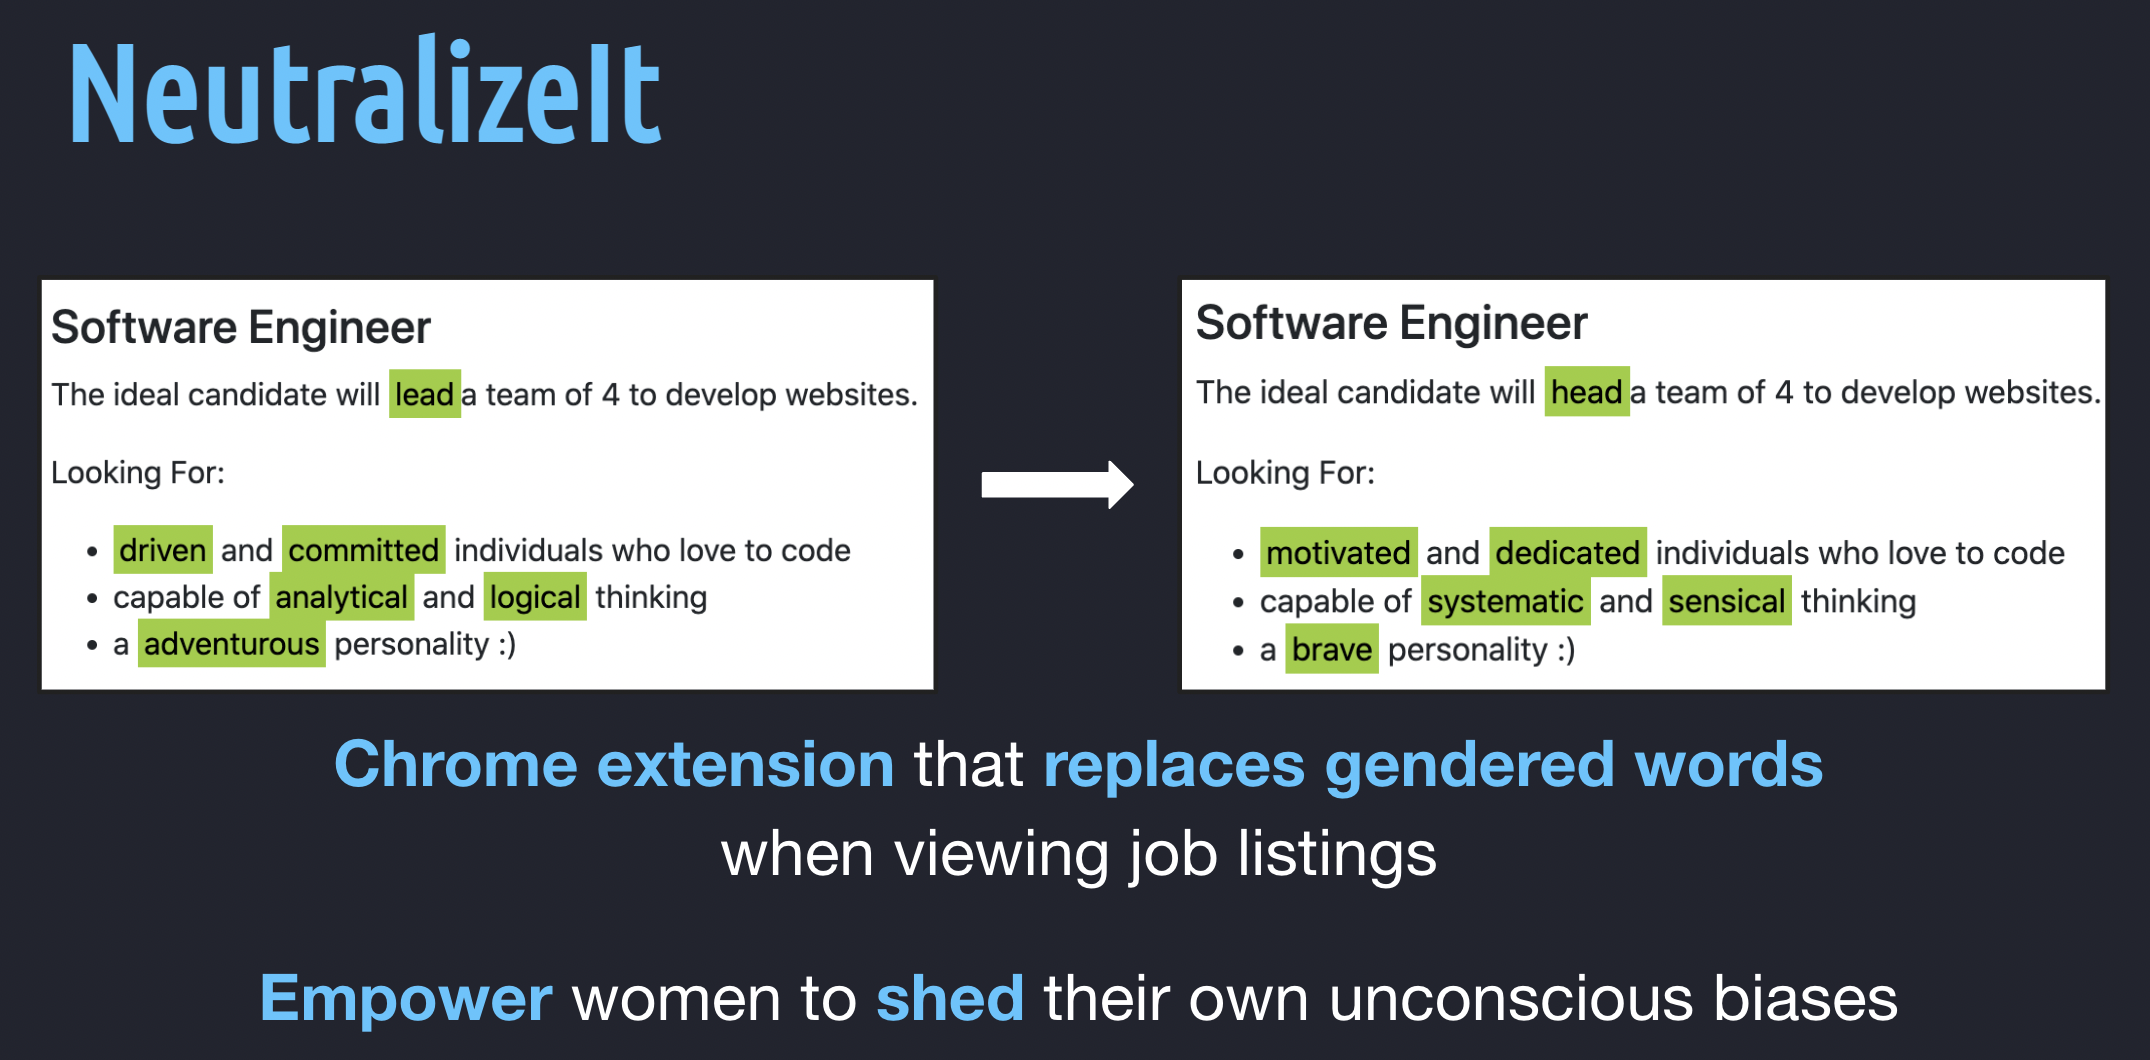 NeutralizeIt
Software Engineer
The ideal candidate will lead a team of 4 to develop websites.
Looking For:
• driven and committed individuals who love to code
• capable of analytical and logical thinking
• a adventurous personality :)
Software Engineer
The ideal candidate will head a team of 4 to develop websites.
Looking For:
• motivated and dedicated individuals who love to code
• capable of systematic and sensical thinking
• a brave personality :)
Chrome extension that replaces gendered words
when viewing job listings
Empower women to shed their own unconscious biases